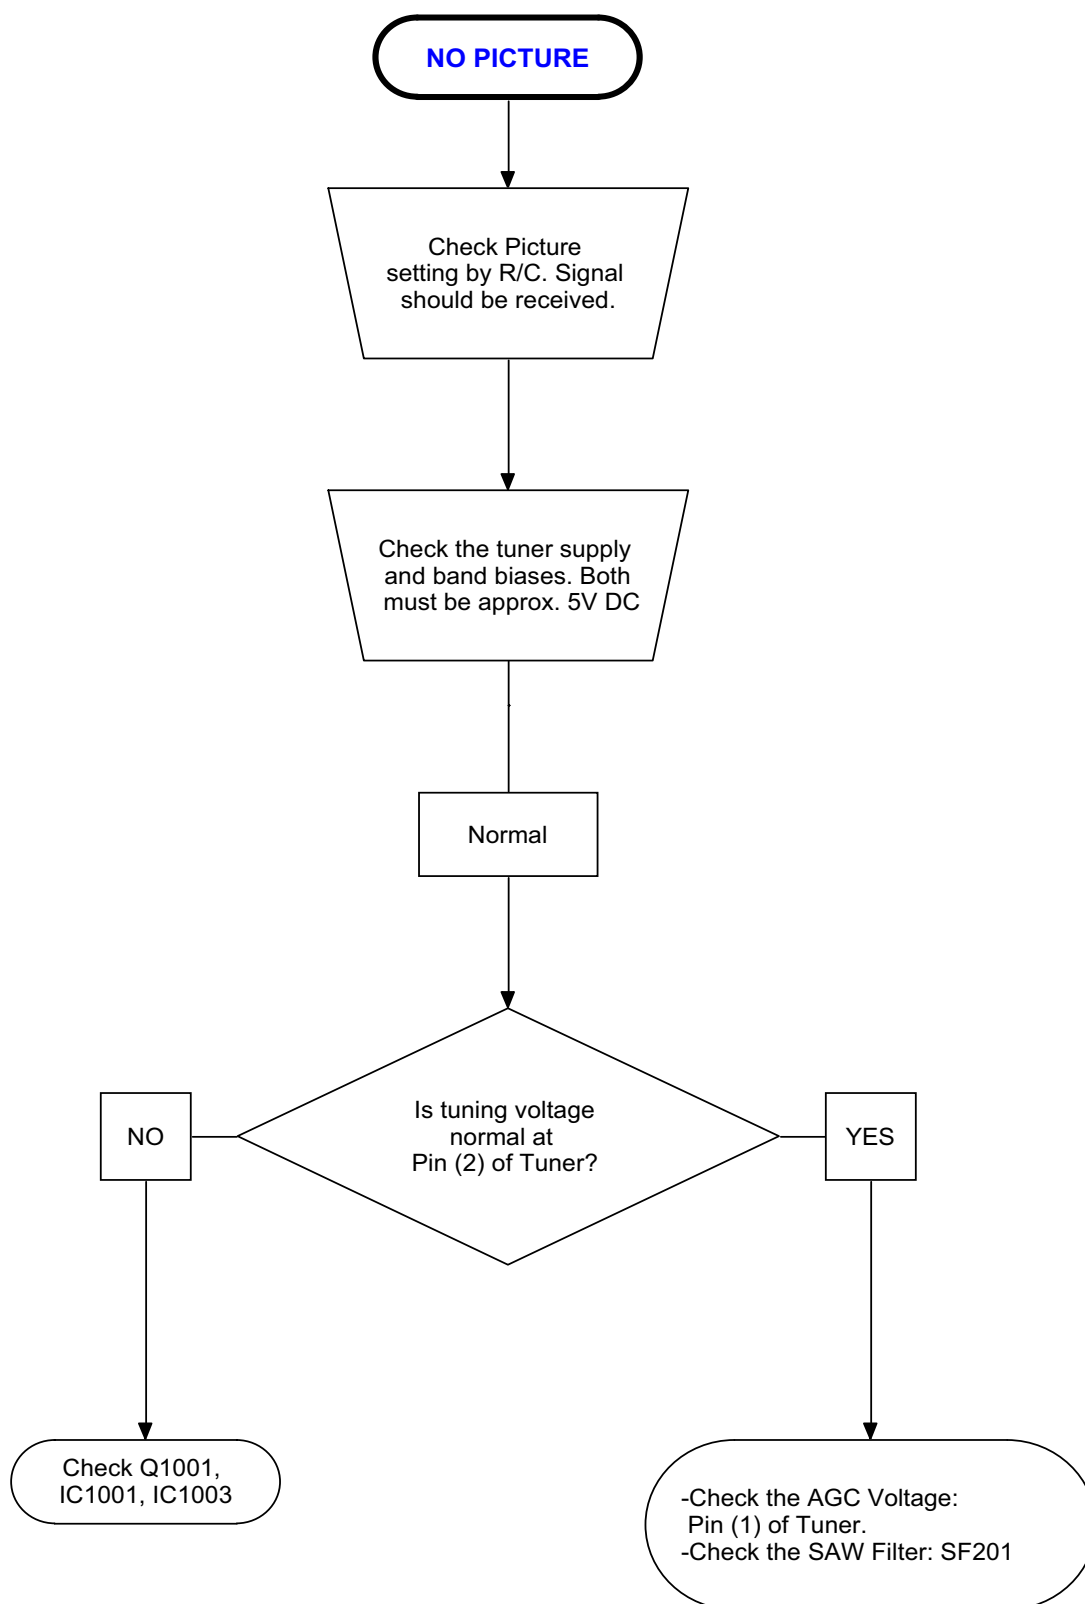 NO PICTURE
Check Picture
setting by R/C. Signal
should be received.
Check the tuner supply
and band biases. Both
must be approx. 5V DC
Normal
Is tuning voltage
normal at
Pin (2) of Tuner?
NO
YES
Check Q1001,
IC1001, IC1003
-Check the AGC Voltage:
Pin (1) of Tuner.
-Check the SAW Filter: SF201